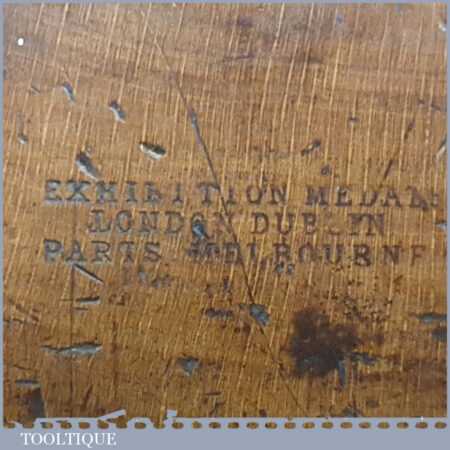 EXHIBITION MEDALS
LONDON DUBLIN
PARIS MELBOURNE
TOOLTIQUE